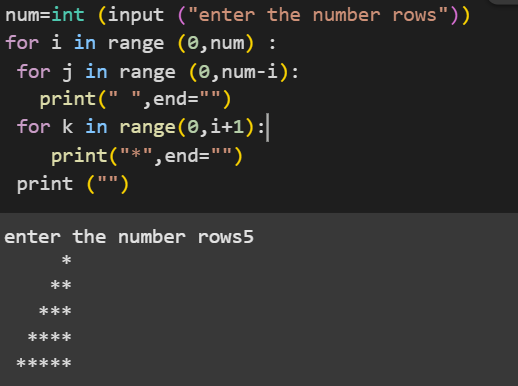 num=int (input ("enter the number rows"))
for i in range (0,num) :
 for j in range (0,num-i):
   print(" ",end="")
 for k in range(0,i+1):
    print("*",end="")
 print ("")
enter the number rows5
     *
    **
   ***
  ****
 *****